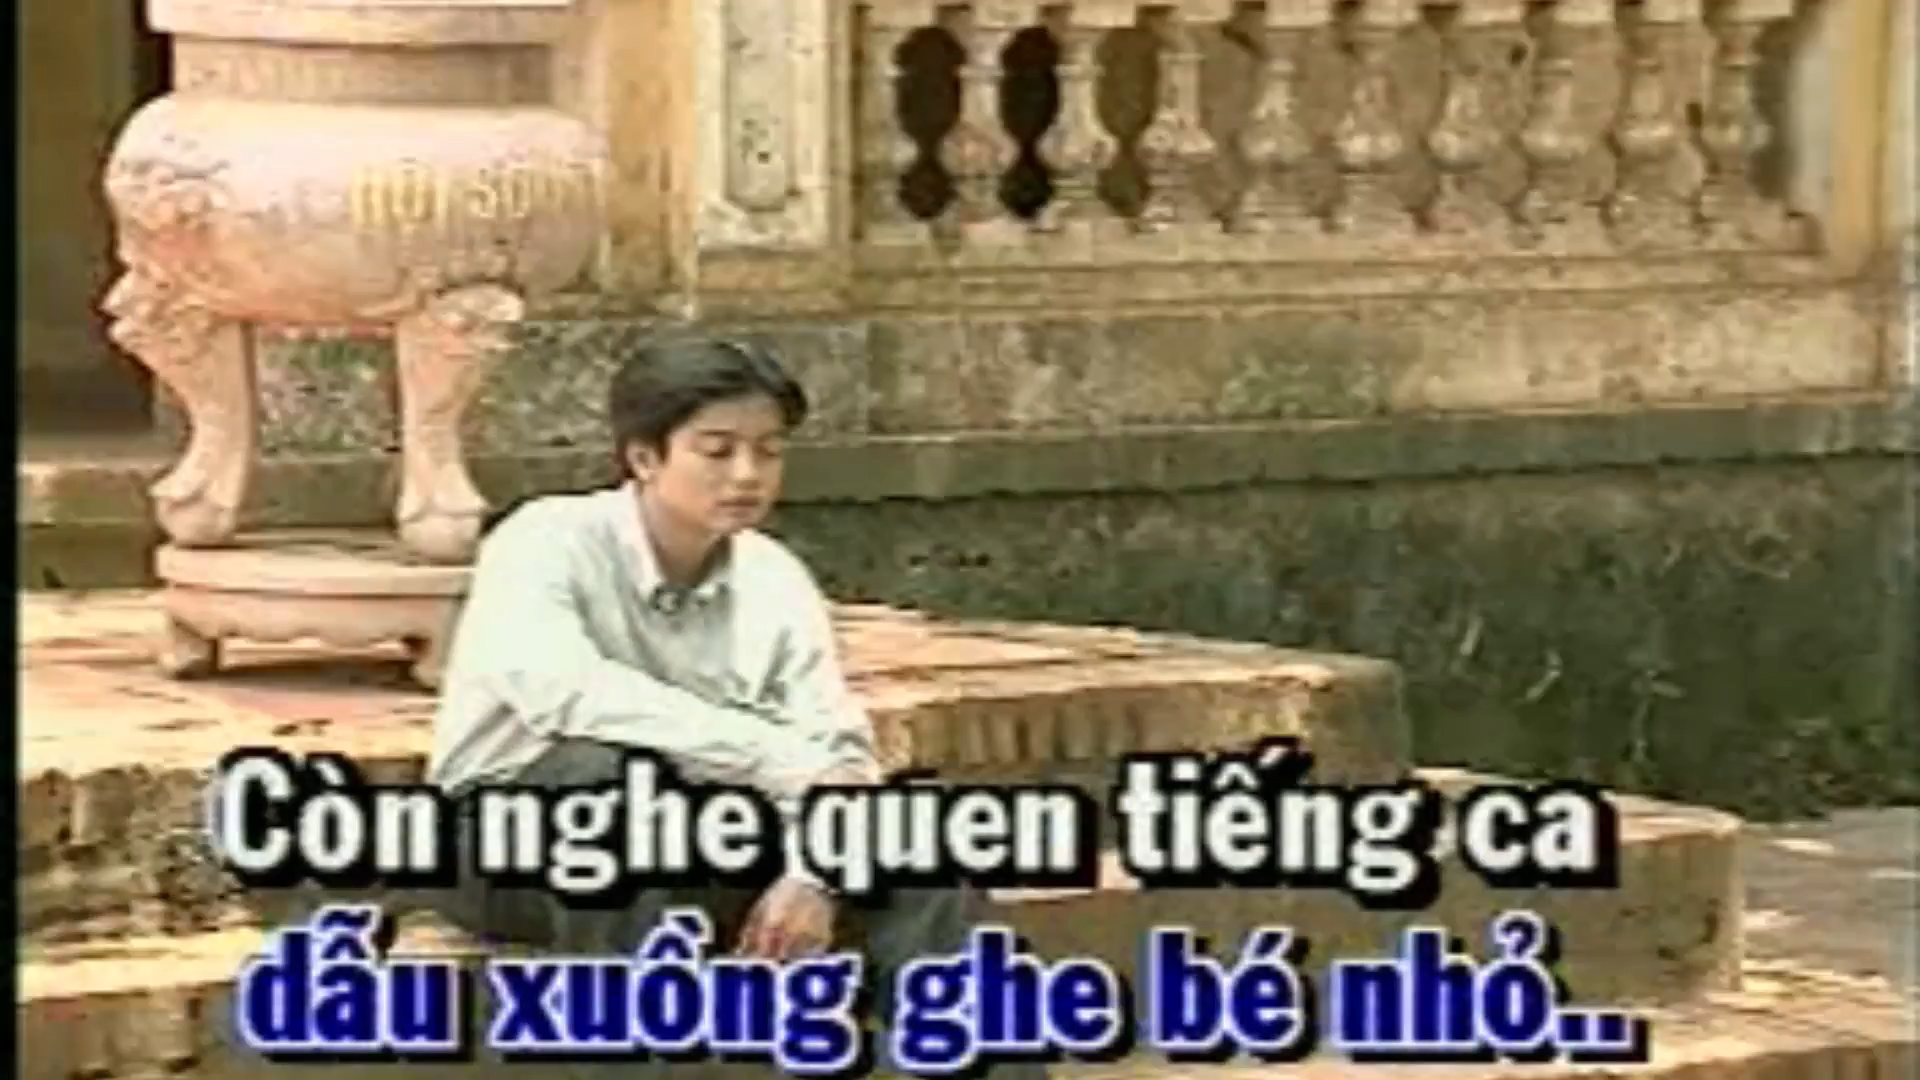 Còn nghe quen tiếng ca
dẫu xuồng ghe bé nhỏ..